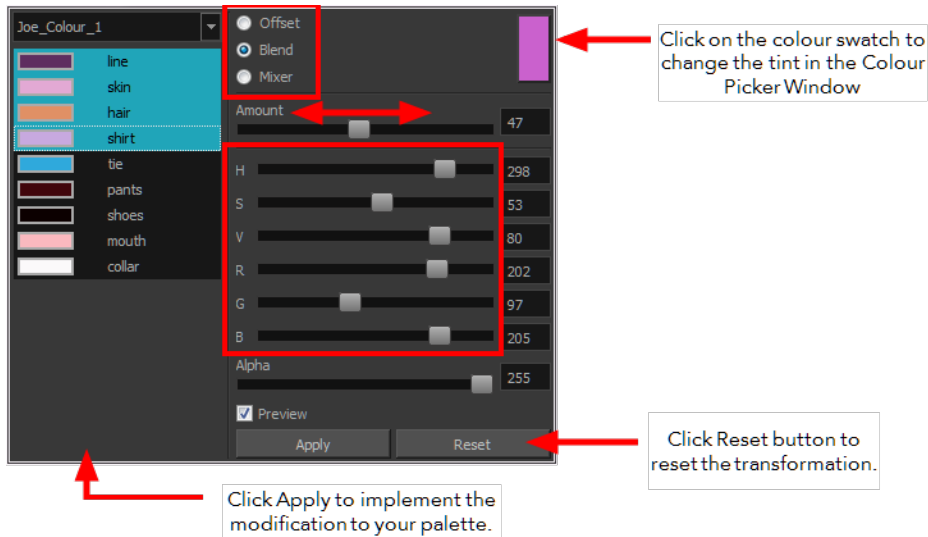 Joe_Colour_1
line
skin
hair
shirt
tie
pants
shoes
mouth
collar
Offset
Blend
Mixer
Amount
47
H
298
S
53
V
80
R
202
G
97
B
205
Alpha
255
Preview
Apply
Reset
Click on the colour swatch to
change the tint in the Colour
Picker Window
Click Reset button to
reset the transformation.
Click Apply to implement the
modification to your palette.